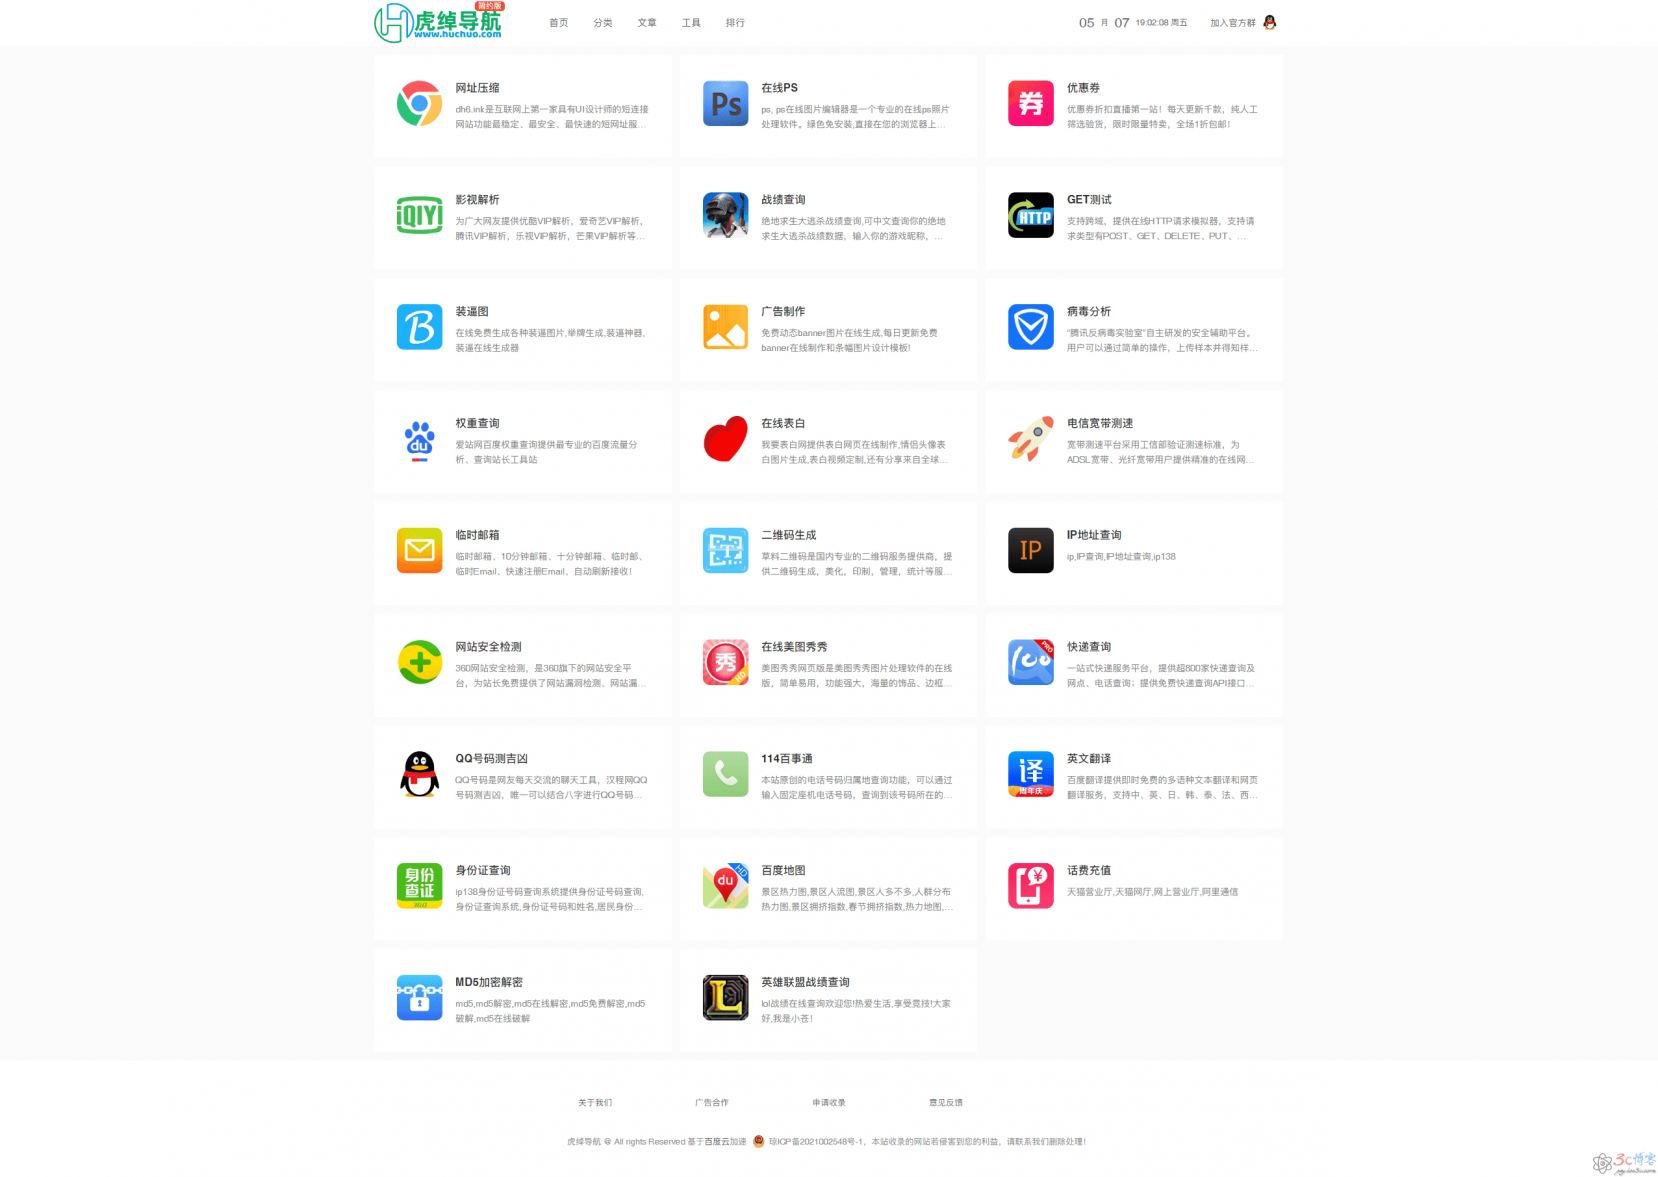 虎绰导航
简约版
www.huchuo.com
首页 分类 文章 工具 排行
05 月 07 19:02:08 周五 加入官方群
网址压缩
dh6.ink是互联网上第一家具有UI设计师的短连接
网站功能最稳定、最安全、最快速的短网址服...
在线PS
ps, ps在线图片编辑器是一个专业的在线ps照片
处理软件。绿色免安装,直接在您的浏览器上...
优惠券
优惠券折扣直播第一站！每天更新千款，纯人工
筛选验货，限时限量特卖，全场1折包邮！
影视解析
为广大网友提供优酷VIP解析，爱奇艺VIP解析,
腾讯VIP解析，乐视VIP解析，芒果VIP解析等...
战绩查询
绝地求生大逃杀战绩查询,可中文查询你的绝地
求生大逃杀战绩数据，输入你的游戏昵称，...
GET测试
支持跨域，提供在线HTTP请求模拟器，支持请
求类型有POST、GET、DELETE、PUT、...
装逼图
在线免费生成各种装逼图片,举牌生成,装逼神器,
装逼在线生成器
广告制作
免费动态banner图片在线生成,每日更新免费
banner在线制作和条幅图片设计模板!
病毒分析
"腾讯反病毒实验室"自主研发的安全辅助平台。
用户可以通过简单的操作，上传样本并得知样...
权重查询
爱站网百度权重查询提供最专业的百度流量分
析、查询站长工具站
在线表白
我要表白网提供表白网页在线制作,情侣头像表
白图片生成,表白视频定制,还有分享来自全球...
电信宽带测速
宽带测速平台采用工信部验证测速标准，为
ADSL宽带、光纤宽带用户提供精准的在线网...
临时邮箱
临时邮箱、10分钟邮箱、十分钟邮箱、临时邮、
临时Email、快速注册Email、自动刷新接收!
二维码生成
草料二维码是国内专业的二维码服务提供商，提
供二维码生成，美化，印制，管理，统计等服...
IP地址查询
ip,IP查询,IP地址查询,ip138
网站安全检测
360网站安全检测，是360旗下的网站安全平
台，为站长免费提供了网站漏洞检测、网站漏...
在线美图秀秀
美图秀秀网页版是美图秀秀图片处理软件的在线
版，简单易用，功能强大，海量的饰品、边框...
快递查询
一站式快递服务平台，提供超600家快递查询及
网点、电话查询；提供免费快递查询API接口...
QQ号码测吉凶
QQ号码是网友每天交流的聊天工具，汉程网QQ
号码测吉凶，唯一可以结合八字进行QQ号码...
114百事通
本站原创的电话号码归属地查询功能，可以通过
输入固定座机电话号码，查询到该号码所在的...
英文翻译
百度翻译提供即时免费的多语种文本翻译和网页
翻译服务，支持中、英、日、韩、泰、法、西...
身份证查询
ip138身份证号码查询系统提供身份证号码查询,
身份证查询系统,身份证号码和姓名,居民身份...
百度地图
景区热力图,景区人流图,景区人多不多,人群分布
热力图,景区拥挤指数,春节拥挤指数,热力地图,...
话费充值
天猫营业厅,天猫网厅,网上营业厅,阿里通信
MD5加密解密
md5,md5解密,md5在线解密,md5免费解密,md5
破解,md5在线破解
英雄联盟战绩查询
lol战绩在线查询欢迎您!热爱生活,享受竞技!大家
好,我是小苍!
关于我们 广告合作 申请收录 意见反馈
虎绰导航 @ All rights Reserved 基于百度云加速 琼ICP备2021002548号-1，本站收录的网站若侵害到您的利益，请联系我们删除处理!
3c博客